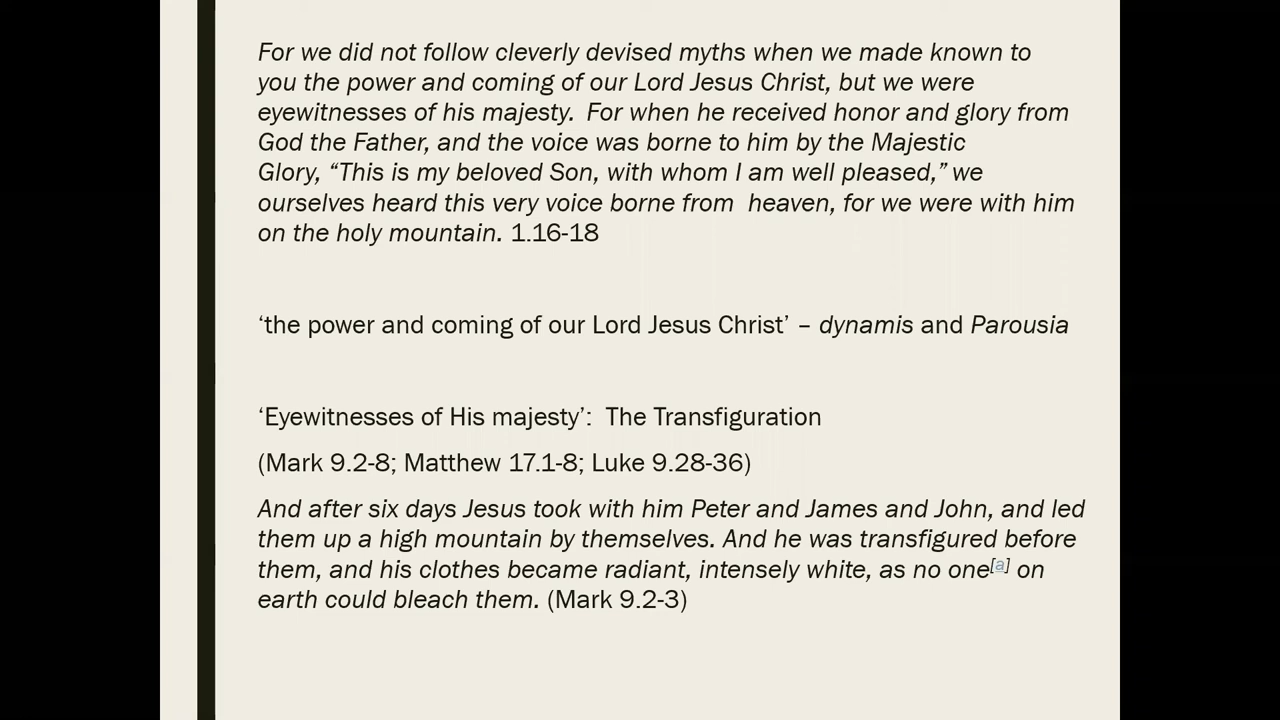 For we did not follow cleverly devised myths when we made known to
you the power and coming of our Lord Jesus Christ, but we were
eyewitnesses of his majesty.  For when he received honor and glory from
God the Father, and the voice was borne to him by the Majestic
Glory, “This is my beloved Son, with whom I am well pleased,” we
ourselves heard this very voice borne from  heaven, for we were with him
on the holy mountain. 1.16-18
‘the power and coming of our Lord Jesus Christ’ – dynamis and Parousia
‘Eyewitnesses of His majesty’:  The Transfiguration
(Mark 9.2-8; Matthew 17.1-8; Luke 9.28-36)
And after six days Jesus took with him Peter and James and John, and led
them up a high mountain by themselves. And he was transfigured before
them, and his clothes became radiant, intensely white, as no one[a] on
earth could bleach them. (Mark 9.2-3)